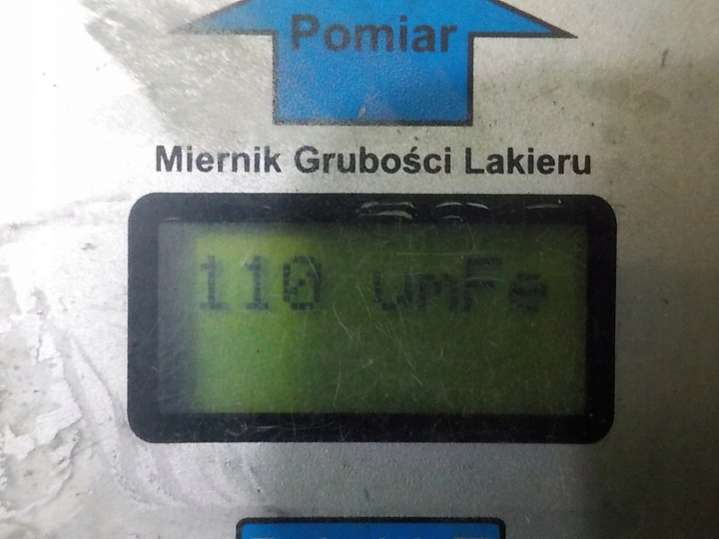 Pomiar
Miernik Grubości Lakieru
110 umFe